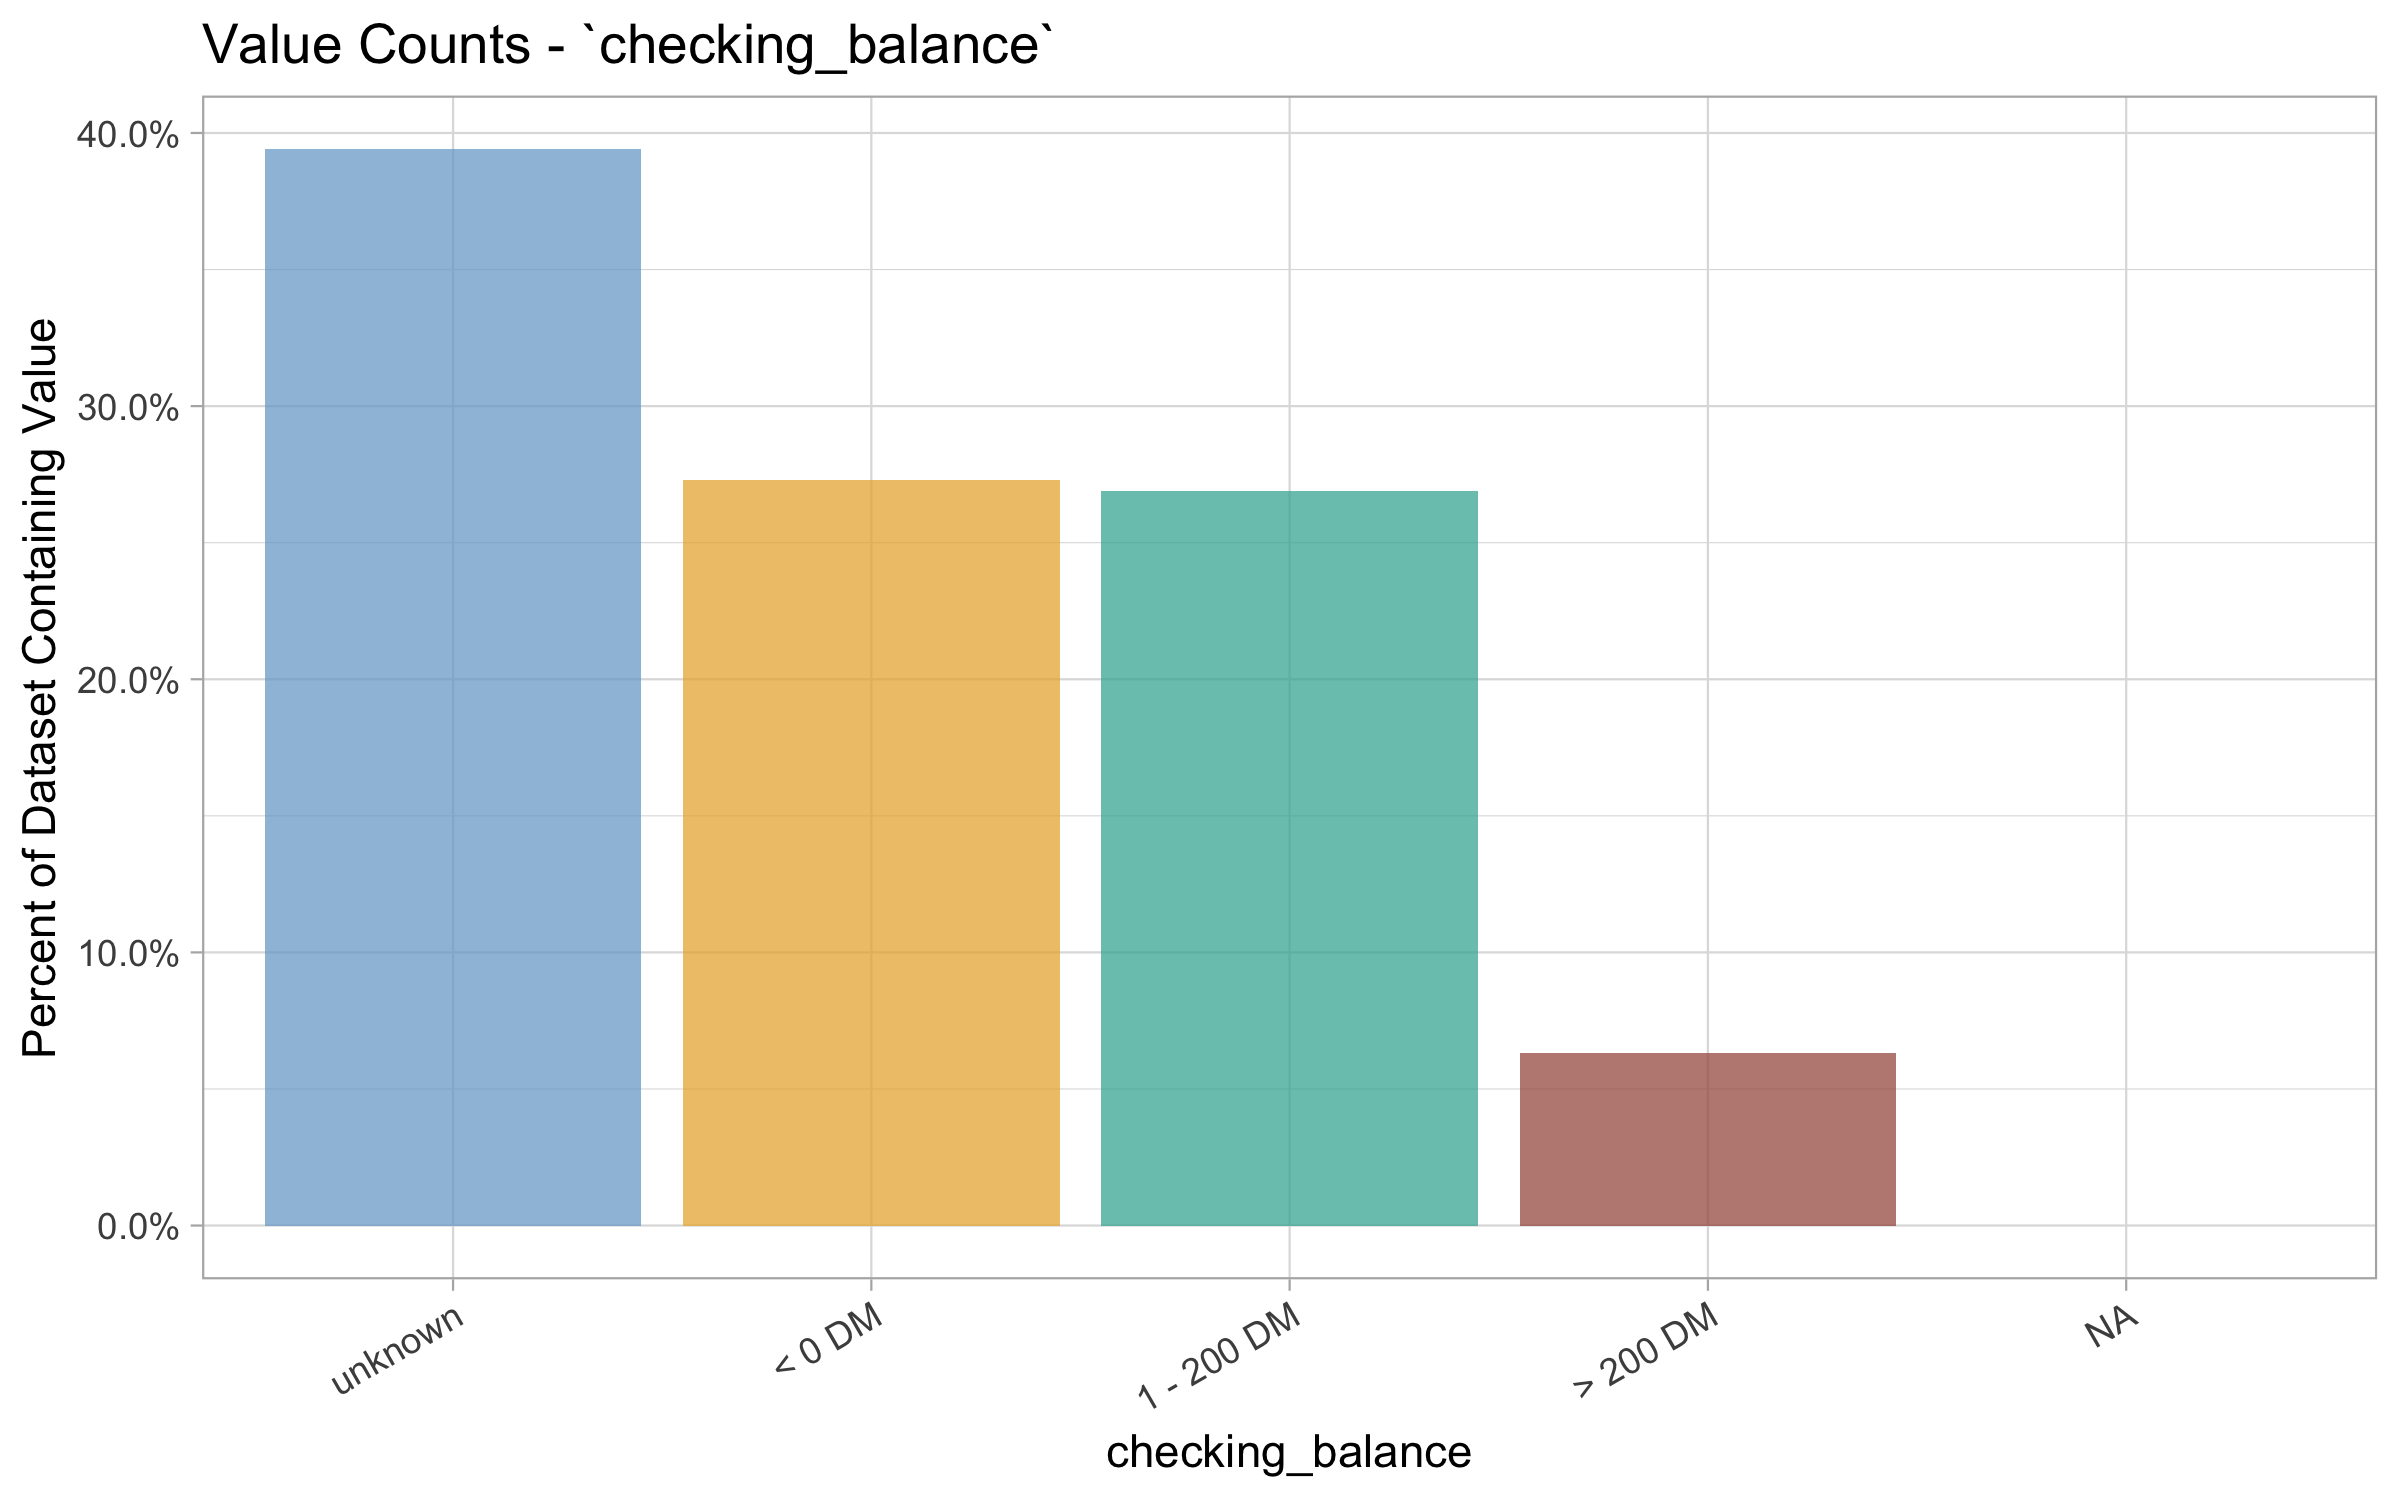 Value Counts - `checking_balance`
Percent of Dataset Containing Value
40.0%
30.0%
20.0%
10.0%
0.0%
unknown
< 0 DM
1 - 200 DM
> 200 DM
NA
checking_balance